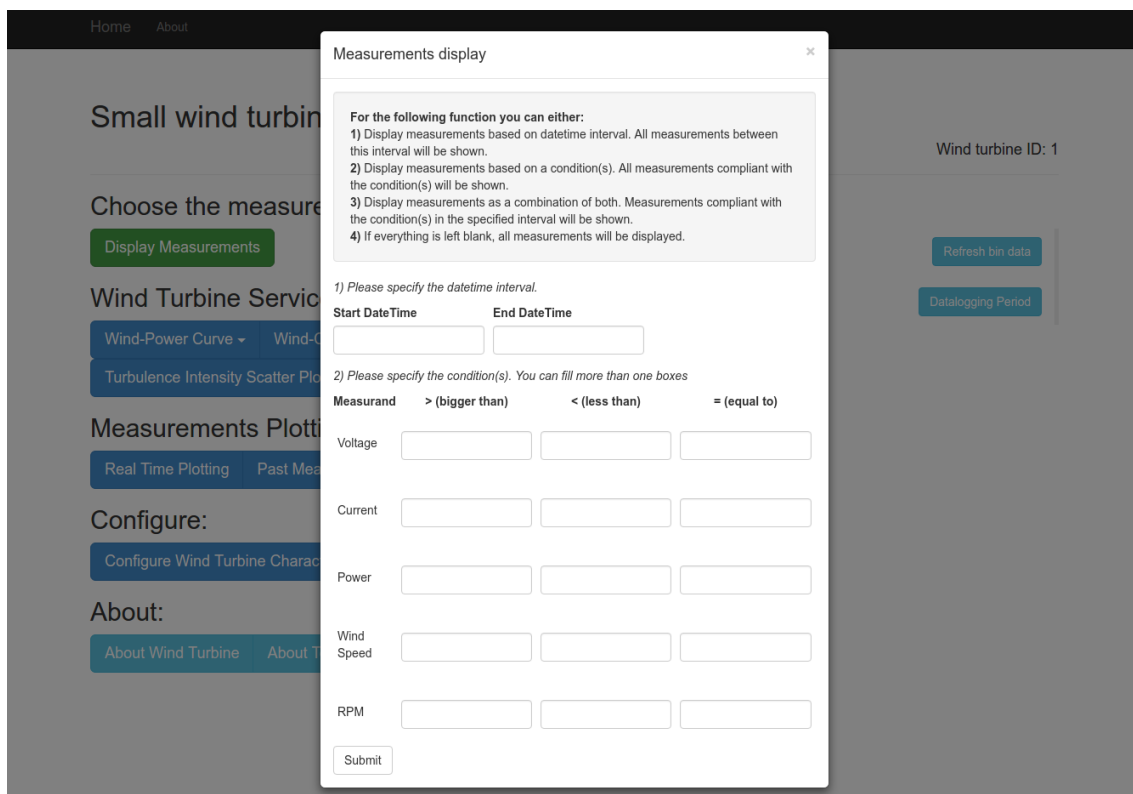 Home About
Measurements display ×
For the following function you can either:
1) Display measurements based on datetime interval. All measurements between
this interval will be shown.
2) Display measurements based on a condition(s). All measurements compliant with
the condition(s) will be shown.
3) Display measurements as a combination of both. Measurements compliant with
the condition(s) in the specified interval will be shown.
4) If everything is left blank, all measurements will be displayed.
1) Please specify the datetime interval.
Start DateTime End DateTime
2) Please specify the condition(s). You can fill more than one boxes
Measurand > (bigger than) < (less than) = (equal to)
Voltage
Current
Power
Wind
Speed
RPM
Submit
Small wind turbin
Wind turbine ID: 1
Choose the measure
Display Measurements
Refresh bin data
Wind Turbine Servic
Datalogging Period
Wind-Power Curve Wind-C
Turbulence Intensity Scatter Plo
Measurements Plotti
Real Time Plotting Past Mea
Configure:
Configure Wind Turbine Charac
About:
About Wind Turbine About T